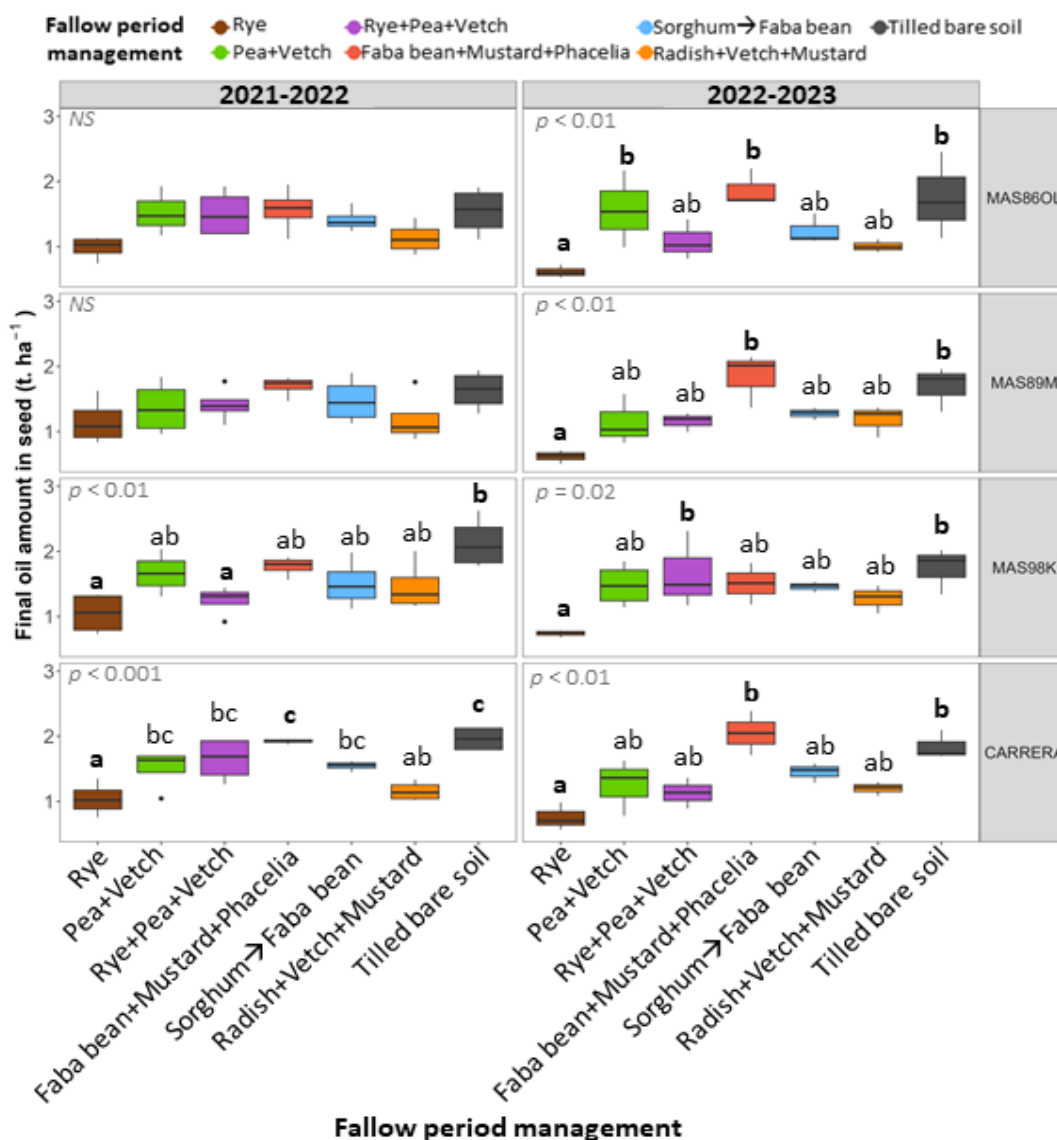 Fallow period Rye Rye+Pea+Vetch Sorghum→Faba bean Tilled bare soil
management Pea+Vetch Faba bean+Mustard+Phacelia Radish+Vetch+Mustard
2021-2022 2022-2023
Final oil amount in seed (t. ha⁻¹)
3 NS p < 0.01
b b b
2 ab ab ab
1 a
MAS86OL
3 NS p < 0.01
b b
2 ab ab ab ab
1 a
MAS89M
3 p < 0.01 p = 0.02
b b b
2 ab ab ab ab ab ab ab ab
1 a a a
MAS98K
3 p < 0.001 p < 0.01
b b
2 bc bc c bc c ab ab ab ab
1 a ab a
CARRERA
Rye Pea+Vetch Rye+Pea+Vetch Faba bean+Mustard+Phacelia Sorghum→Faba bean Radish+Vetch+Mustard Tilled bare soil
Rye Pea+Vetch Rye+Pea+Vetch Faba bean+Mustard+Phacelia Sorghum→Faba bean Radish+Vetch+Mustard Tilled bare soil
Fallow period management